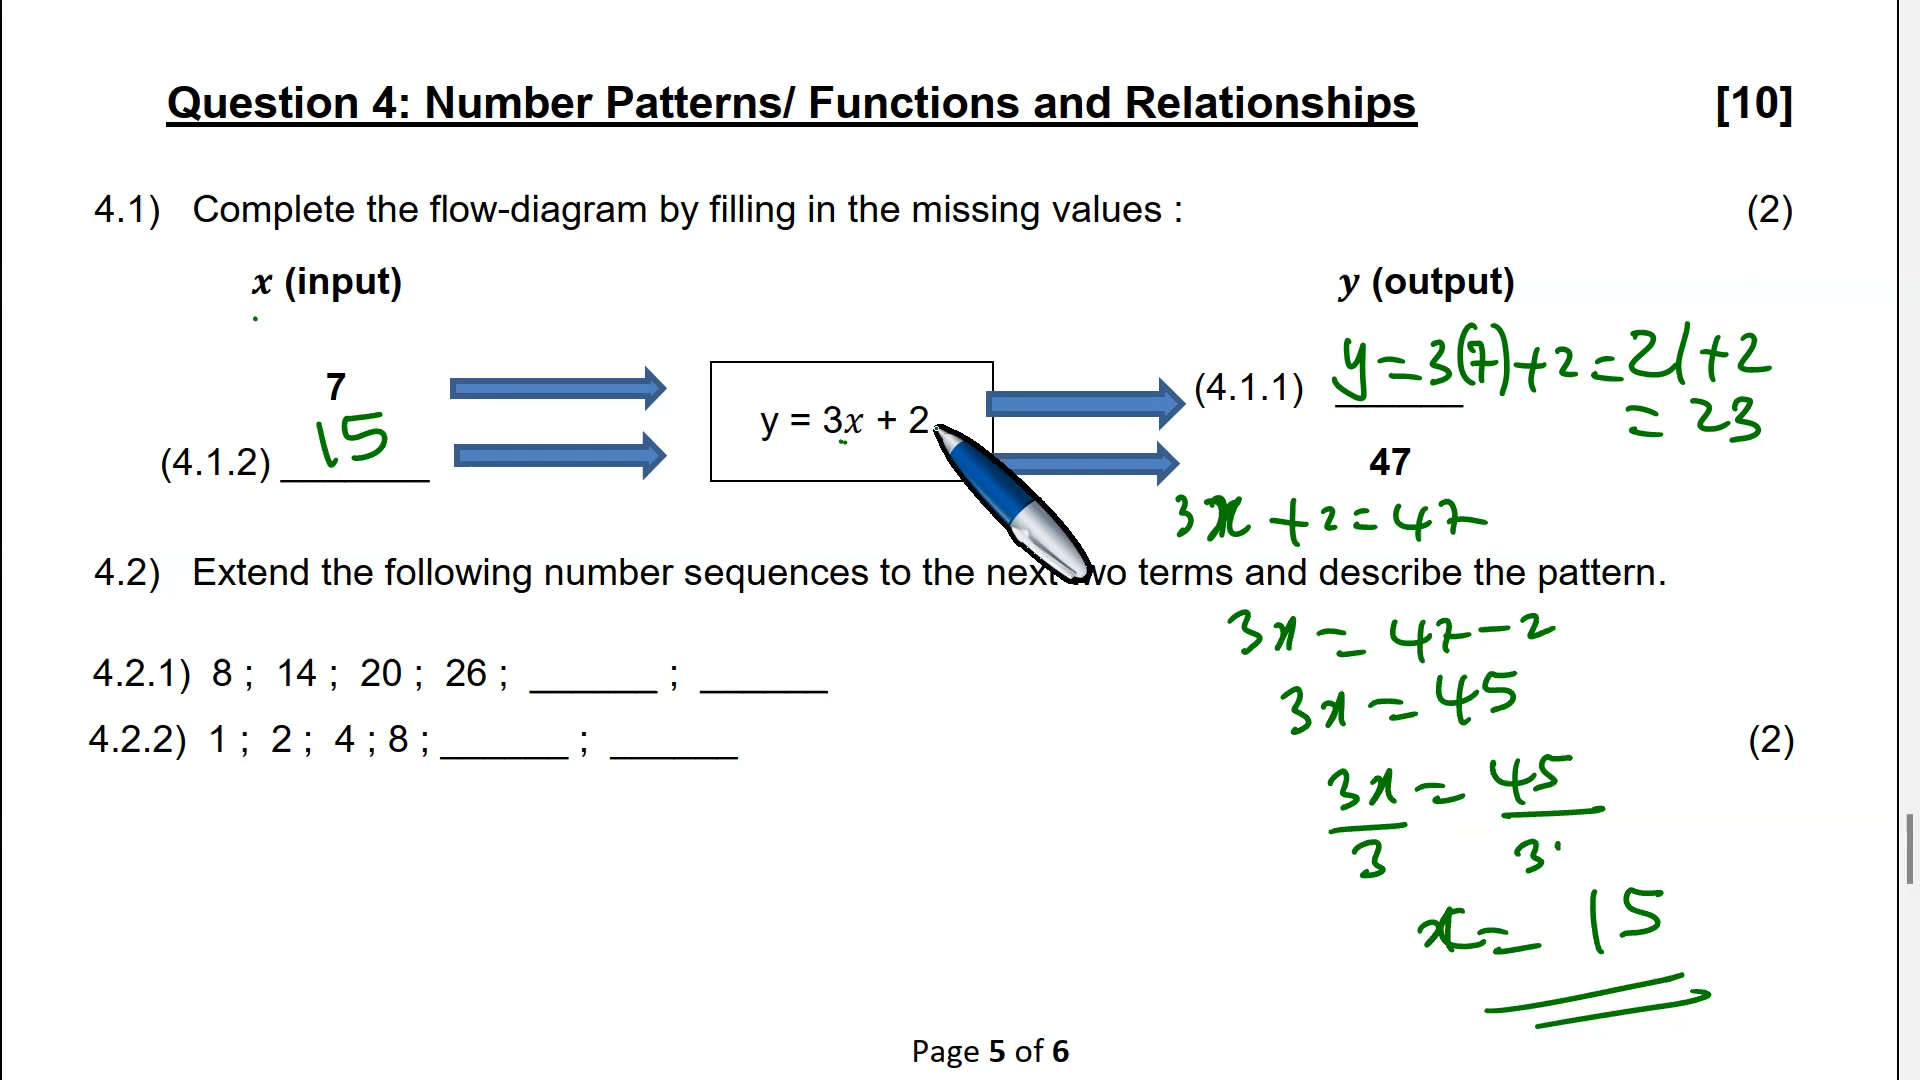 Question 4: Number Patterns/ Functions and Relationships [10]
4.1) Complete the flow-diagram by filling in the missing values : (2)
x (input) y (output)
7 y = 3x + 2 (4.1.1) ______ y = 3(7) + 2 = 21 + 2
= 23
(4.1.2) _______ 15 47
3x + 2 = 47
4.2) Extend the following number sequences to the next two terms and describe the pattern.
3x = 47 - 2
4.2.1) 8 ; 14 ; 20 ; 26 ; ______ ; ______
3x = 45
4.2.2) 1 ; 2 ; 4 ; 8 ; ______ ; ______ (2)
3x = 45
3 3
x = 15
Page 5 of 6